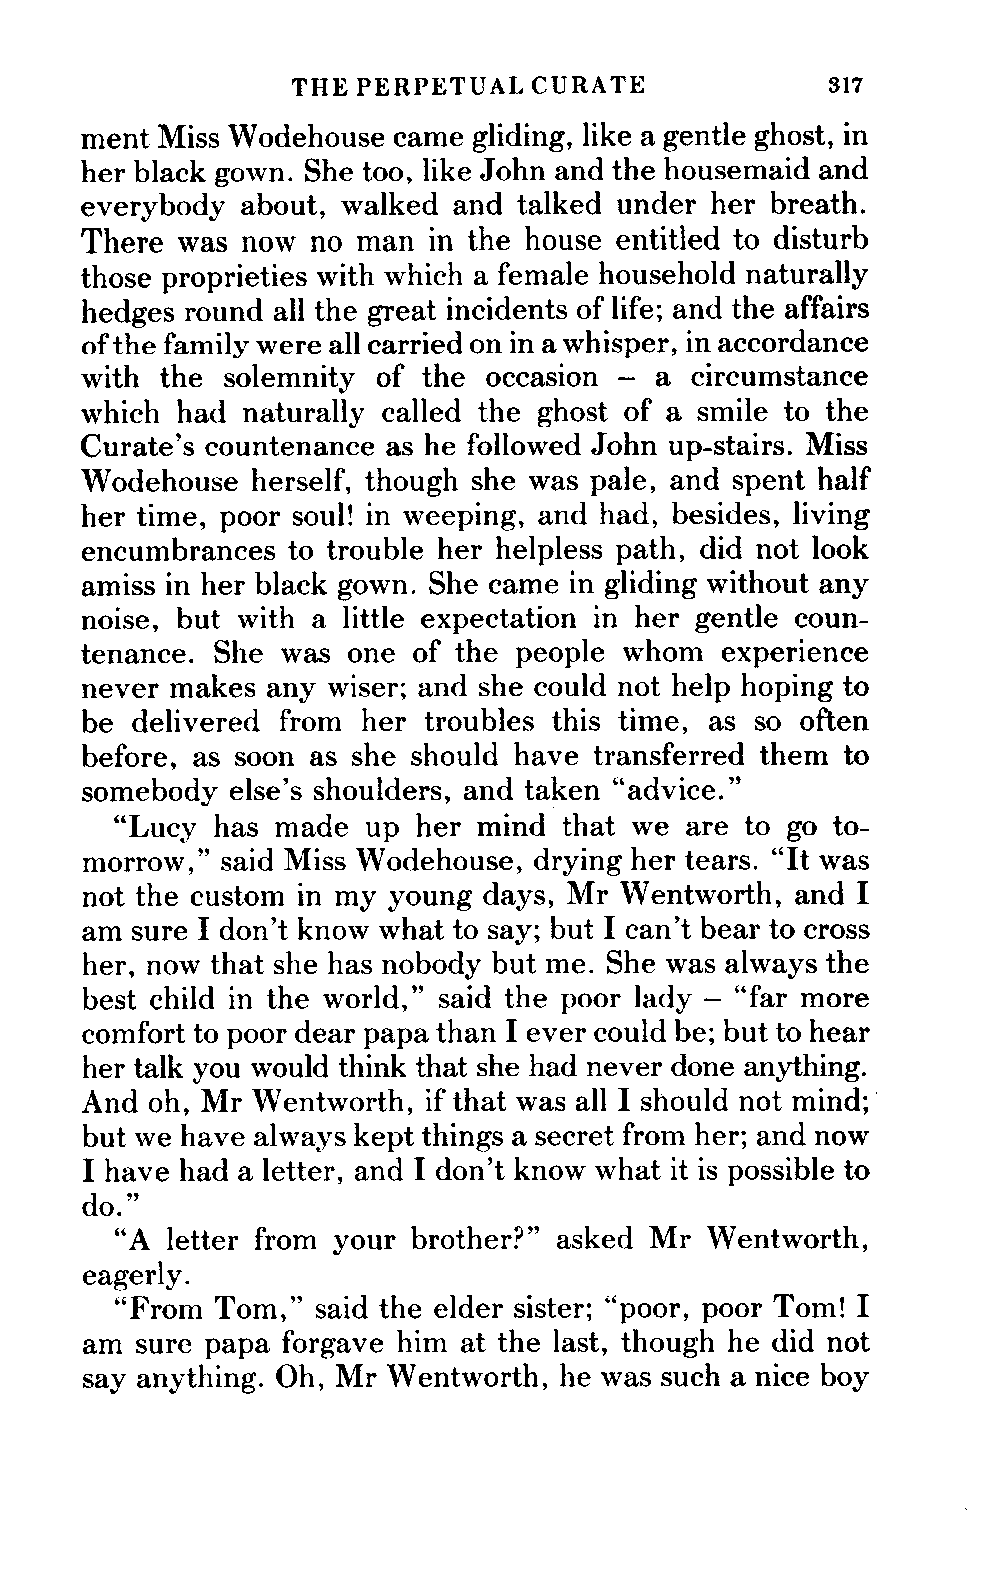 THE PERPETUAL CURATE 317
ment Miss Wodehouse came gliding, like a gentle ghost, in
her black gown. She too, like John and the housemaid and
everybody about, walked and talked under her breath.
There was now no man in the house entitled to disturb
those proprieties with which a female household naturally
hedges round all the great incidents of life; and the affairs
of the family were all carried on in a whisper, in accordance
with the solemnity of the occasion – a circumstance
which had naturally called the ghost of a smile to the
Curate's countenance as he followed John up-stairs. Miss
Wodehouse herself, though she was pale, and spent half
her time, poor soul! in weeping, and had, besides, living
encumbrances to trouble her helpless path, did not look
amiss in her black gown. She came in gliding without any
noise, but with a little expectation in her gentle coun-
tenance. She was one of the people whom experience
never makes any wiser; and she could not help hoping to
be delivered from her troubles this time, as so often
before, as soon as she should have transferred them to
somebody else's shoulders, and taken “advice.”
“Lucy has made up her mind that we are to go to-
morrow,” said Miss Wodehouse, drying her tears. “It was
not the custom in my young days, Mr Wentworth, and I
am sure I don't know what to say; but I can't bear to cross
her, now that she has nobody but me. She was always the
best child in the world,” said the poor lady – “far more
comfort to poor dear papa than I ever could be; but to hear
her talk you would think that she had never done anything.
And oh, Mr Wentworth, if that was all I should not mind;
but we have always kept things a secret from her; and now
I have had a letter, and I don't know what it is possible to
do.”
“A letter from your brother?” asked Mr Wentworth,
eagerly.
“From Tom,” said the elder sister; “poor, poor Tom! I
am sure papa forgave him at the last, though he did not
say anything. Oh, Mr Wentworth, he was such a nice boy